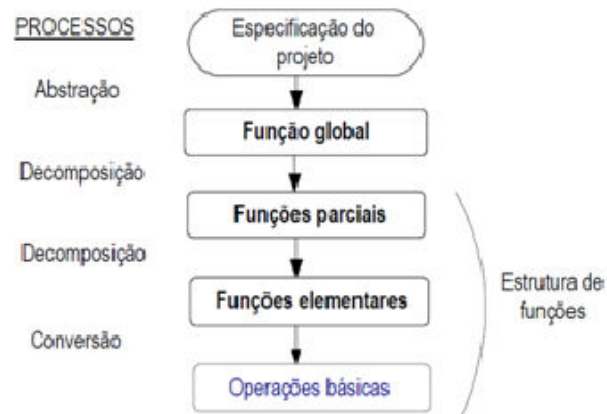 PROCESSOS
Especificação do
projeto
Abstração
Função global
Decomposição
Funções parciais
Decomposição
Funções elementares
Estrutura de
funções
Conversão
Operações básicas